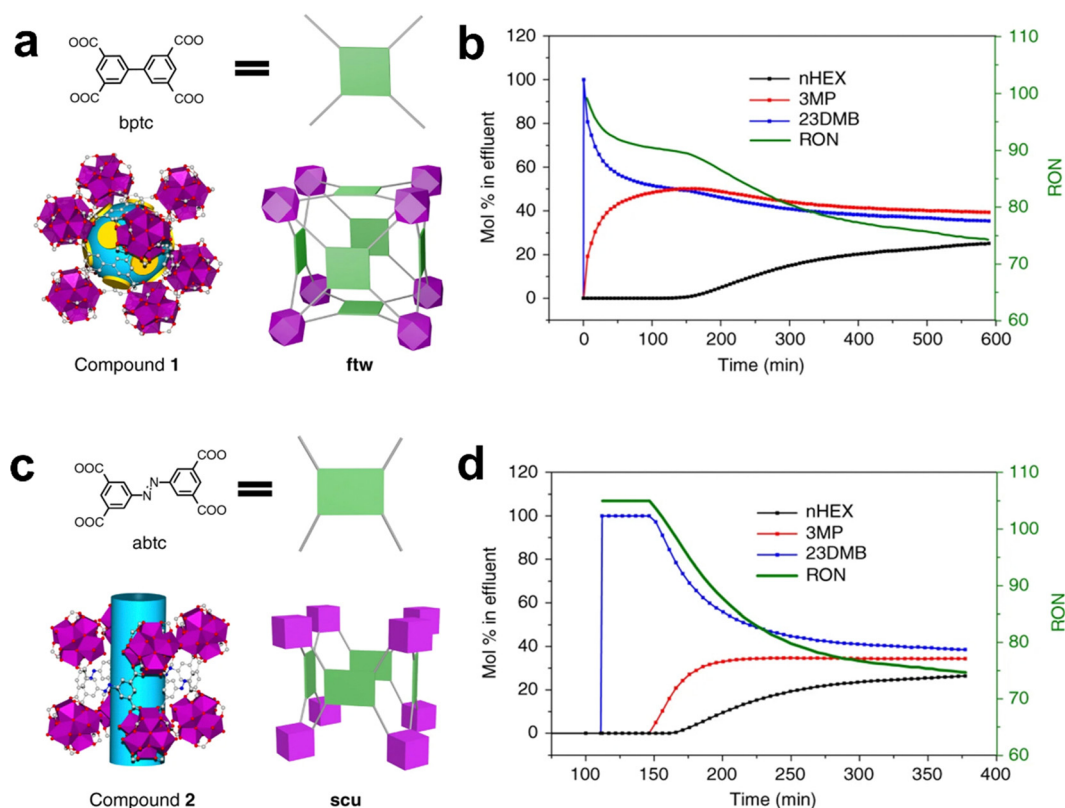 a
COO
COO
OOC
COO
bptc
=
Compound 1
ftw
b
120
100
80
60
40
20
0
Mol % in effluent
nHEX
3MP
23DMB
RON
110
100
90
80
70
60
RON
0 100 200 300 400 500 600
Time (min)
c
COO
COO
OOC
COO
N
N
abtc
=
Compound 2
scu
d
120
100
80
60
40
20
0
Mol % in effluent
nHEX
3MP
23DMB
RON
110
100
90
80
70
60
RON
100 150 200 250 300 350 400
Time (min)